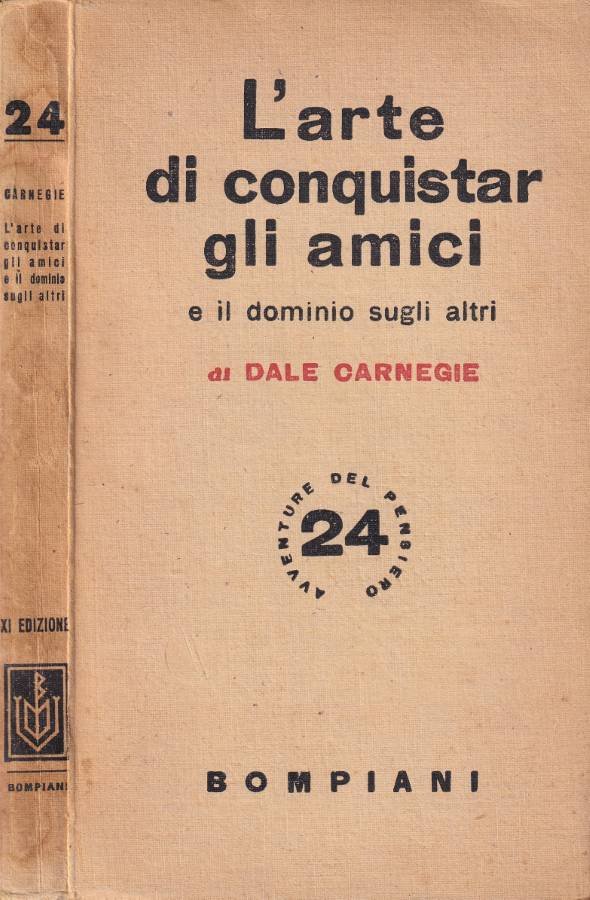 24
CARNEGIE
L'arte di
conquistar
gli amici
e il dominio
sugli altri
XI EDIZIONE
BOMPIANI
L'arte
di conquistar
gli amici
e il dominio sugli altri
di DALE CARNEGIE
AVVENTURE DEL PENSIERO
24
BOMPIANI